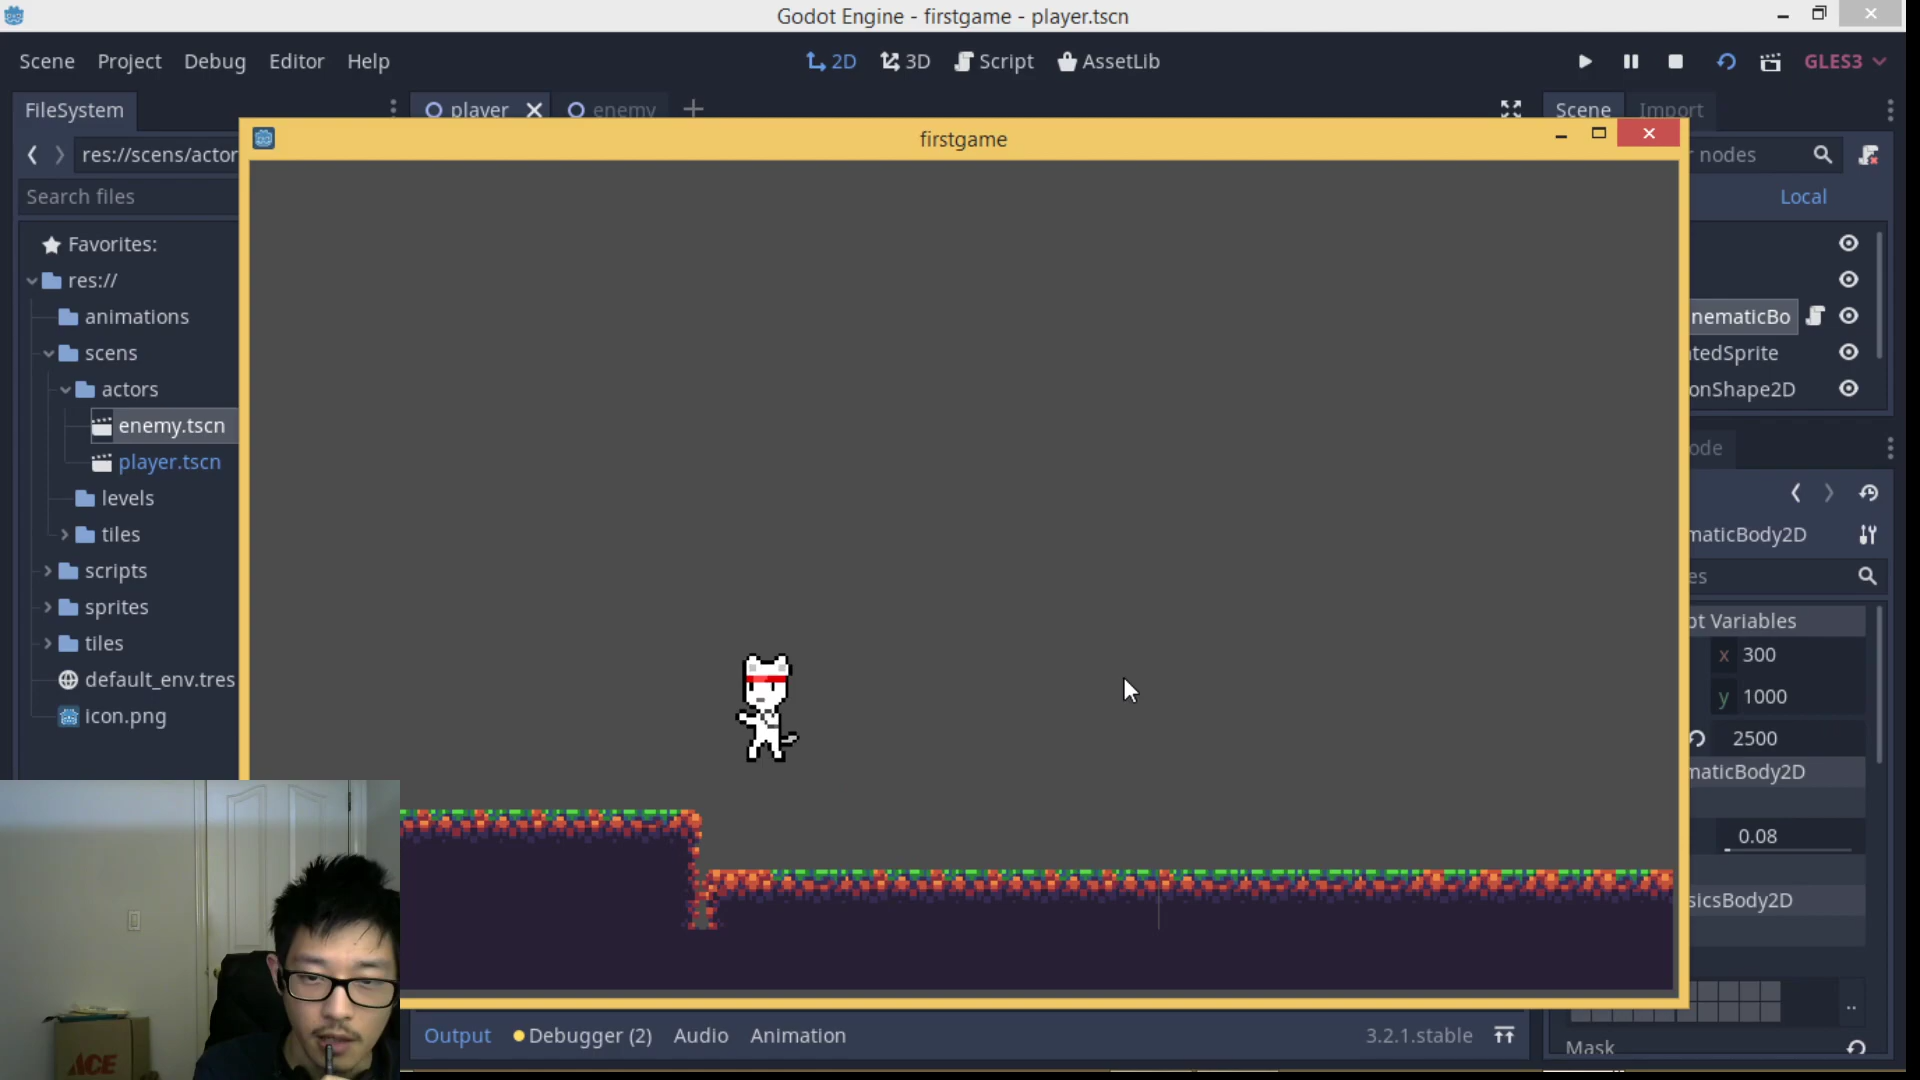 Godot Engine - firstgame - player.tscn
Scene Project Debug Editor Help 2D 3D Script AssetLib GLES3
FileSystem player enemy Scene Import
firstgame
res://scens/actor nodes
Search files Local
Favorites:
res://
animations nematicBo
scens tedSprite
actors onShape2D
enemy.tscn
player.tscn ode
levels
tiles maticBody2D
scripts es
sprites ot Variables
tiles x 300
default_env.tres y 1000
icon.png 2500
maticBody2D
0.08
sicsBody2D
..
Output Debugger (2) Audio Animation 3.2.1.stable
Mask
ACE